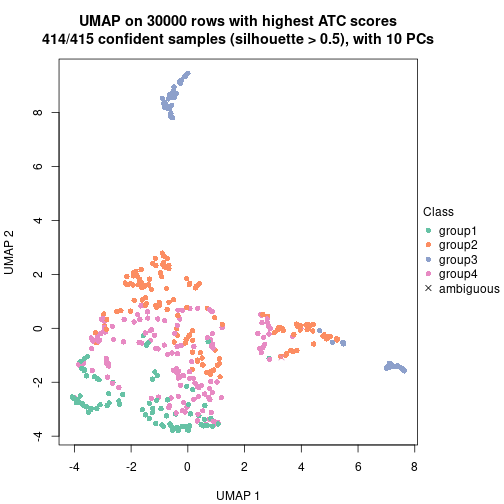 UMAP on 30000 rows with highest ATC scores
414/415 confident samples (silhouette > 0.5), with 10 PCs
UMAP 2
8
6
4
2
0
-2
-4
-4 -2 0 2 4 6 8
UMAP 1
Class
group1
group2
group3
group4
ambiguous